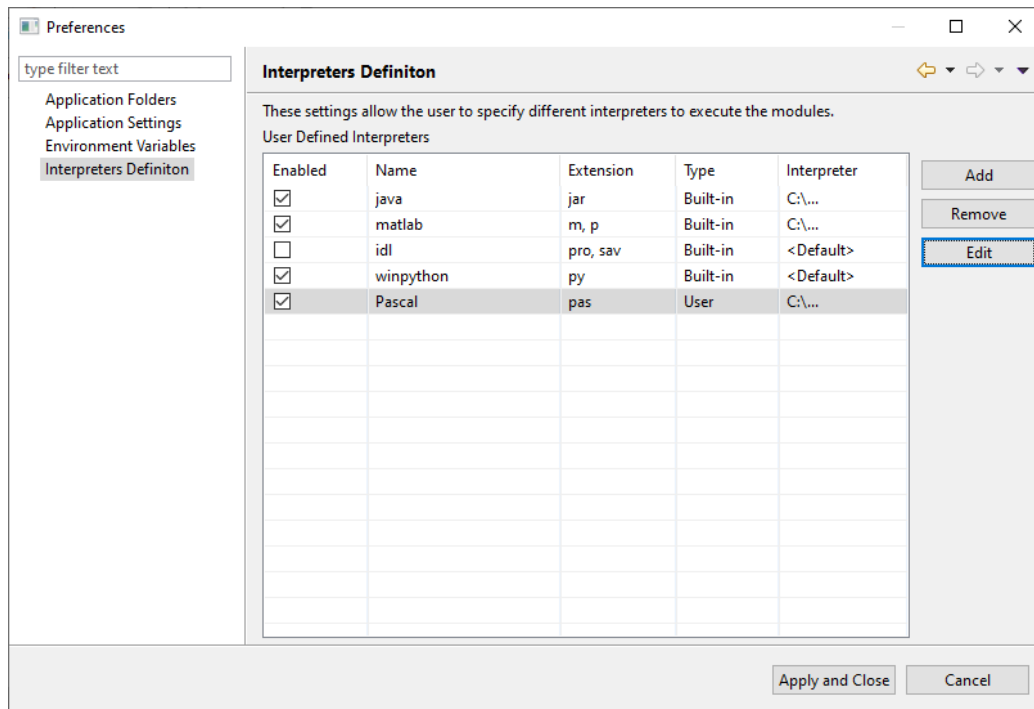 Preferences
type filter text
Application Folders
Application Settings
Environment Variables
Interpreters Definiton
Interpreters Definiton
These settings allow the user to specify different interpreters to execute the modules.
User Defined Interpreters
Enabled Name Extension Type Interpreter
java jar Built-in C:\...
matlab m, p Built-in C:\...
idl pro, sav Built-in <Default>
winpython py Built-in <Default>
Pascal pas User C:\...
Add
Remove
Edit
Apply and Close Cancel